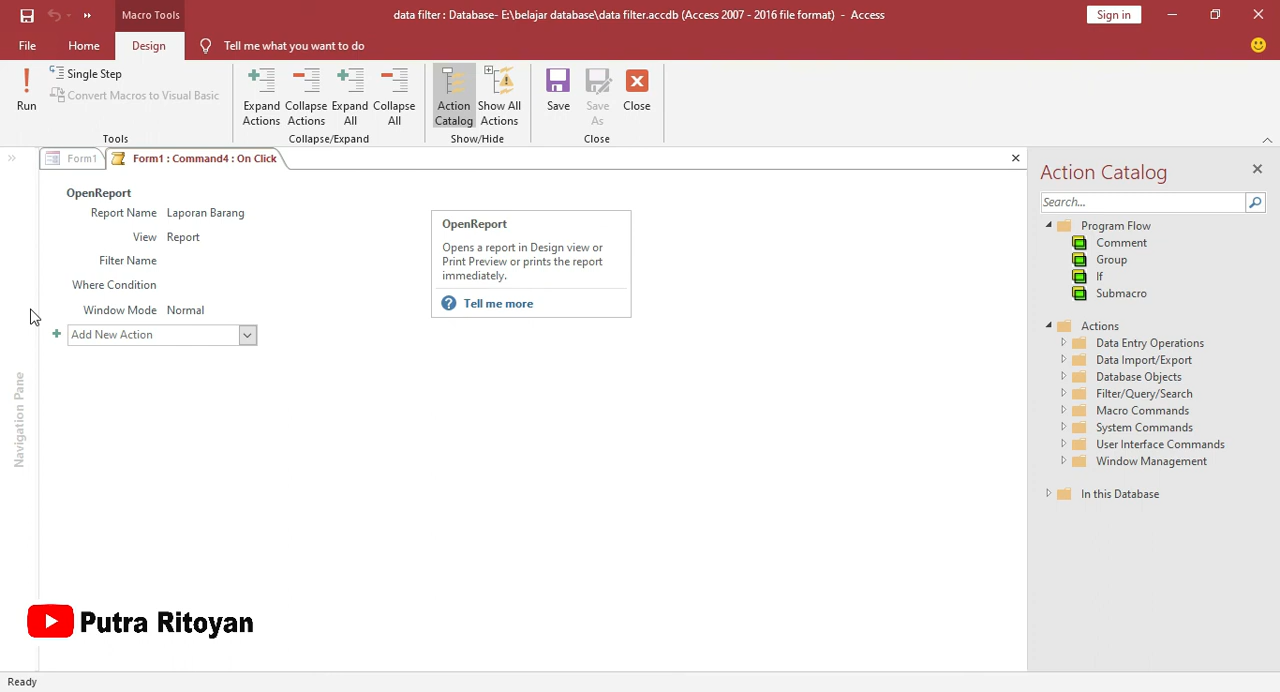 Macro Tools
data filter : Database- E:\belajar database\data filter.accdb (Access 2007 - 2016 file format) - Access
Sign in
File
Home
Design
Tell me what you want to do
Run
Single Step
Convert Macros to Visual Basic
Tools
Expand Actions
Collapse Actions
Expand All
Collapse All
Collapse/Expand
Action Catalog
Show All Actions
Show/Hide
Save
Save As
Close
Close
Form1
Form1 : Command4 : On Click
OpenReport
Report Name Laporan Barang
View Report
Filter Name
Where Condition
Window Mode Normal
Add New Action
OpenReport
Opens a report in Design view or
Print Preview or prints the report
immediately.
Tell me more
Navigation Pane
Action Catalog
Search...
Program Flow
Comment
Group
If
Submacro
Actions
Data Entry Operations
Data Import/Export
Database Objects
Filter/Query/Search
Macro Commands
System Commands
User Interface Commands
Window Management
In this Database
Putra Ritoyan
Ready